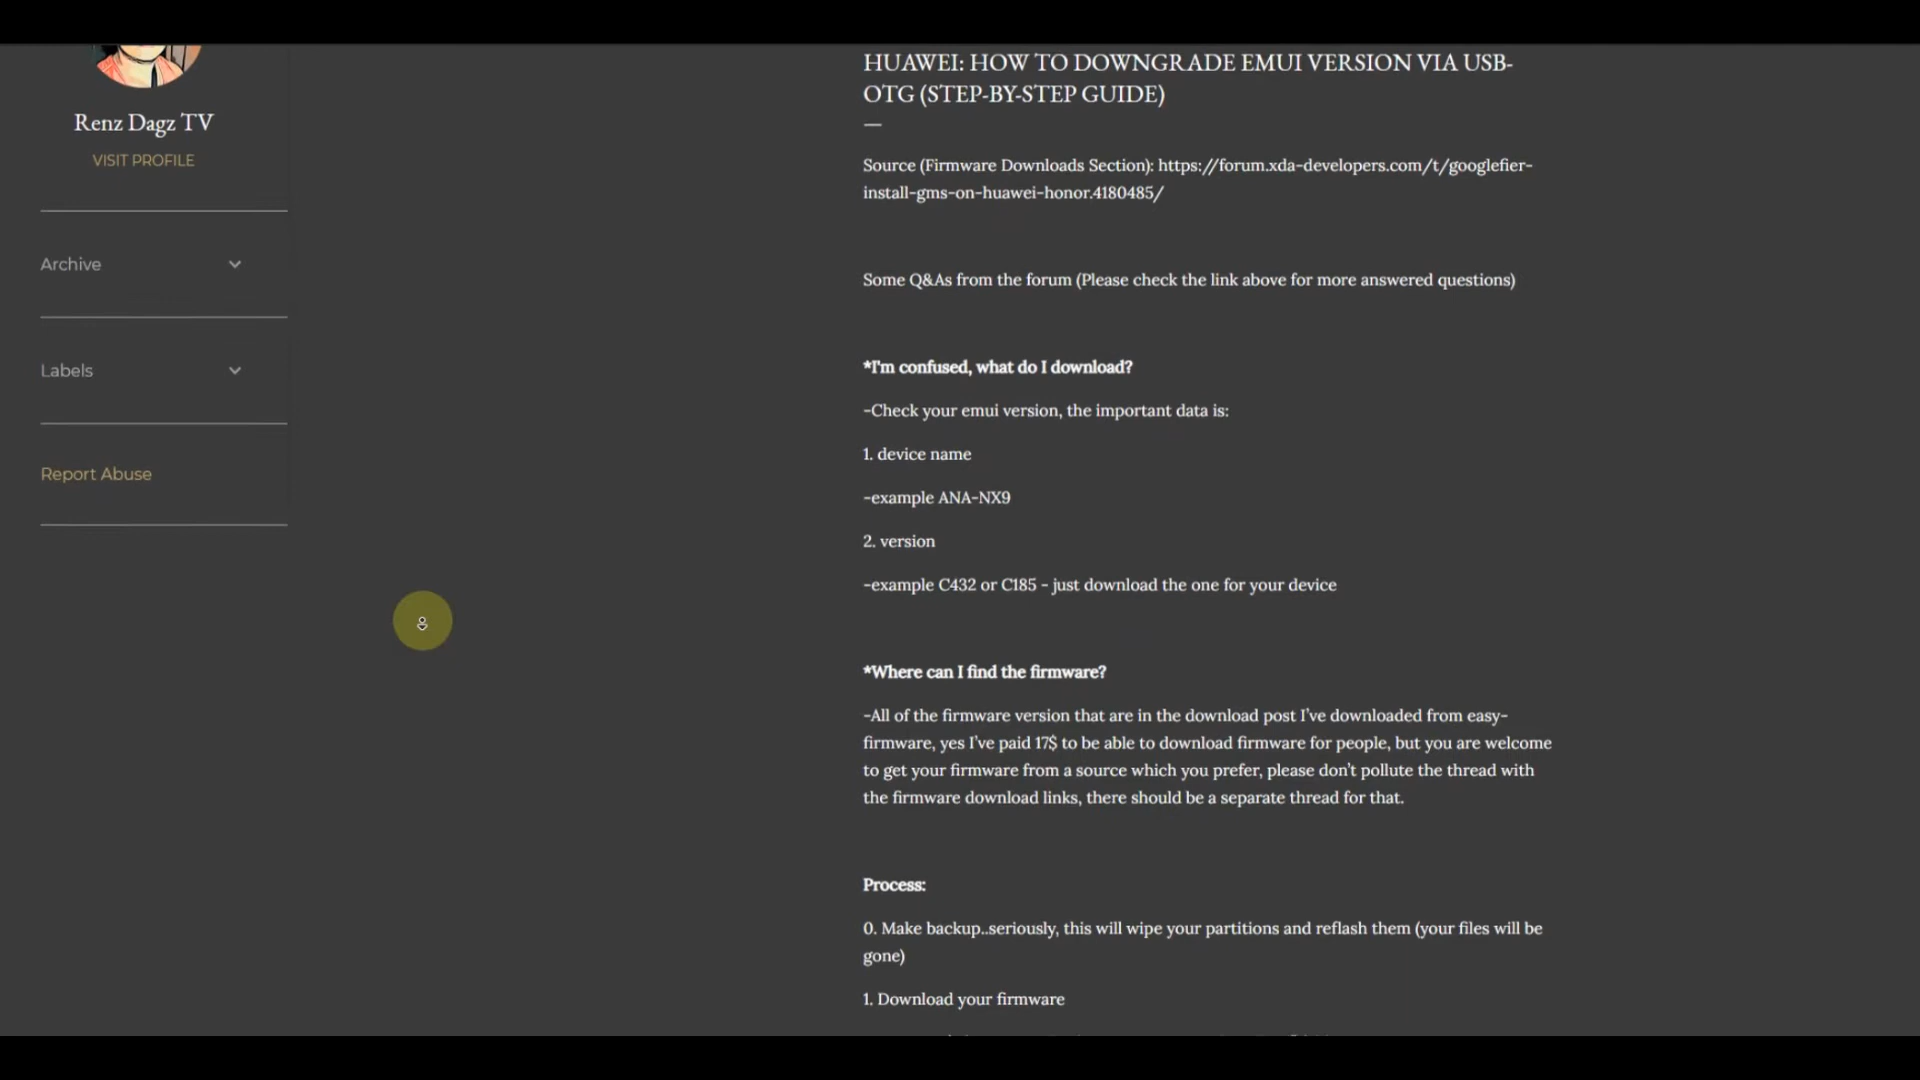 Renz Dagz TV
VISIT PROFILE
Archive
Labels
Report Abuse
HUAWEI: HOW TO DOWNGRADE EMUI VERSION VIA USB-
OTG (STEP-BY-STEP GUIDE)
Source (Firmware Downloads Section): https://forum.xda-developers.com/t/googlefier-
install-gms-on-huawei-honor.4180485/
Some Q&As from the forum (Please check the link above for more answered questions)
*I'm confused, what do I download?
-Check your emui version, the important data is:
1. device name
-example ANA-NX9
2. version
-example C432 or C185 - just download the one for your device
*Where can I find the firmware?
-All of the firmware version that are in the download post I've downloaded from easy-
firmware, yes I've paid 17$ to be able to download firmware for people, but you are welcome
to get your firmware from a source which you prefer, please don't pollute the thread with
the firmware download links, there should be a separate thread for that.
Process:
0. Make backup..seriously, this will wipe your partitions and reflash them (your files will be
gone)
1. Download your firmware